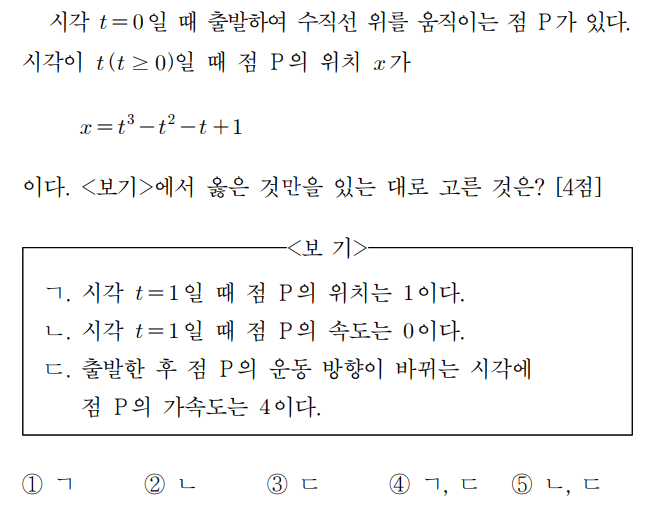 시각 t=0일 때 출발하여 수직선 위를 움직이는 점 P가 있다.
시각이 t(t≥0)일 때 점 P의 위치 x가
x=t³-t²-t+1
이다. <보기>에서 옳은 것만을 있는 대로 고른 것은? [4점]
<보 기>
ㄱ. 시각 t=1일 때 점 P의 위치는 1이다.
ㄴ. 시각 t=1일 때 점 P의 속도는 0이다.
ㄷ. 출발한 후 점 P의 운동 방향이 바뀌는 시각에
점 P의 가속도는 4이다.
① ㄱ ② ㄴ ③ ㄷ ④ ㄱ, ㄷ ⑤ ㄴ, ㄷ